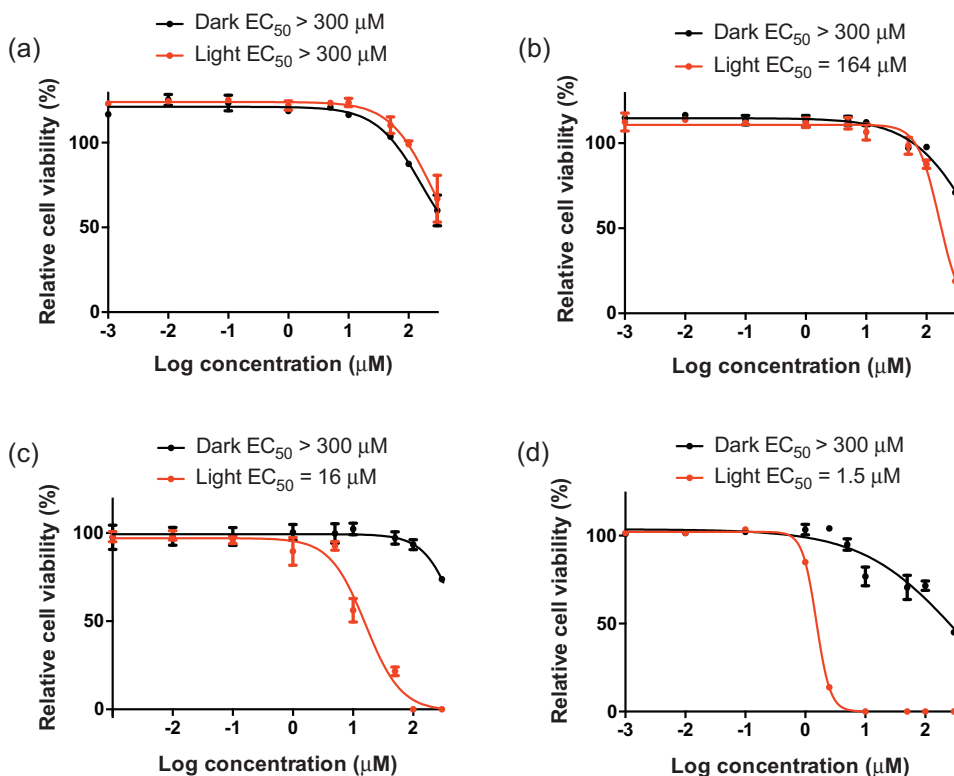 (a)
Dark EC50 > 300 μM
Light EC50 > 300 μM
Relative cell viability (%)
100
50
0
-3 -2 -1 0 1 2
Log concentration (μM)
(b)
Dark EC50 > 300 μM
Light EC50 = 164 μM
Relative cell viability (%)
100
50
0
-3 -2 -1 0 1 2
Log concentration (μM)
(c)
Dark EC50 > 300 μM
Light EC50 = 16 μM
Relative cell viability (%)
100
50
0
-2 -1 0 1 2
Log concentration (μM)
(d)
Dark EC50 > 300 μM
Light EC50 = 1.5 μM
Relative cell viability (%)
100
50
0
-3 -2 -1 0 1 2
Log concentration (μM)